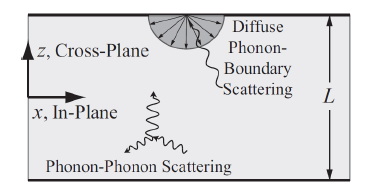 Diffuse
Phonon-
Boundary
Scattering
z, Cross-Plane
L
x, In-Plane
Phonon-Phonon Scattering